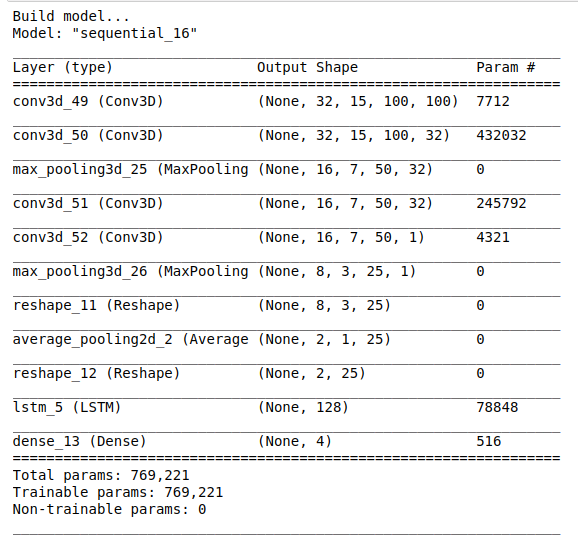 Build model...
Model: "sequential_16"
Layer (type) Output Shape Param #
conv3d_49 (Conv3D) (None, 32, 15, 100, 100) 7712
conv3d_50 (Conv3D) (None, 32, 15, 100, 32) 432032
max_pooling3d_25 (MaxPooling (None, 16, 7, 50, 32) 0
conv3d_51 (Conv3D) (None, 16, 7, 50, 32) 245792
conv3d_52 (Conv3D) (None, 16, 7, 50, 1) 4321
max_pooling3d_26 (MaxPooling (None, 8, 3, 25, 1) 0
reshape_11 (Reshape) (None, 8, 3, 25) 0
average_pooling2d_2 (Average (None, 2, 1, 25) 0
reshape_12 (Reshape) (None, 2, 25) 0
lstm_5 (LSTM) (None, 128) 78848
dense_13 (Dense) (None, 4) 516
Total params: 769,221
Trainable params: 769,221
Non-trainable params: 0